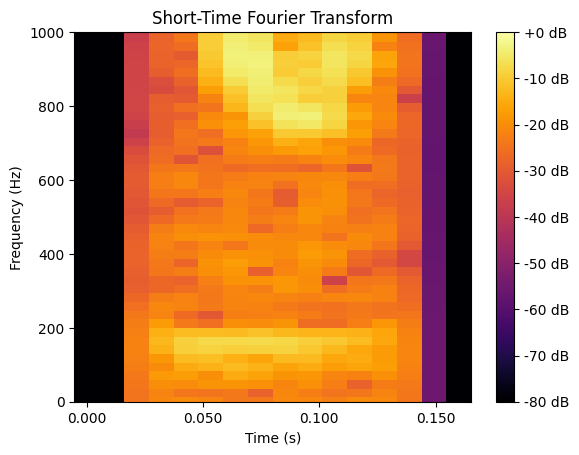 Short-Time Fourier Transform
1000
800
600
400
200
0
Frequency (Hz)
0.000
0.050
0.100
0.150
Time (s)
+0 dB
-10 dB
-20 dB
-30 dB
-40 dB
-50 dB
-60 dB
-70 dB
-80 dB